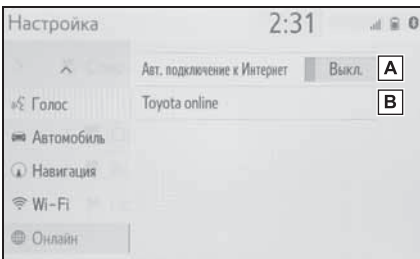 Настройка 2:31
Авт. подключение к Интернет Выкл. A
Голос Toyota online B
Автомобиль
Навигация
Wi-Fi
Онлайн